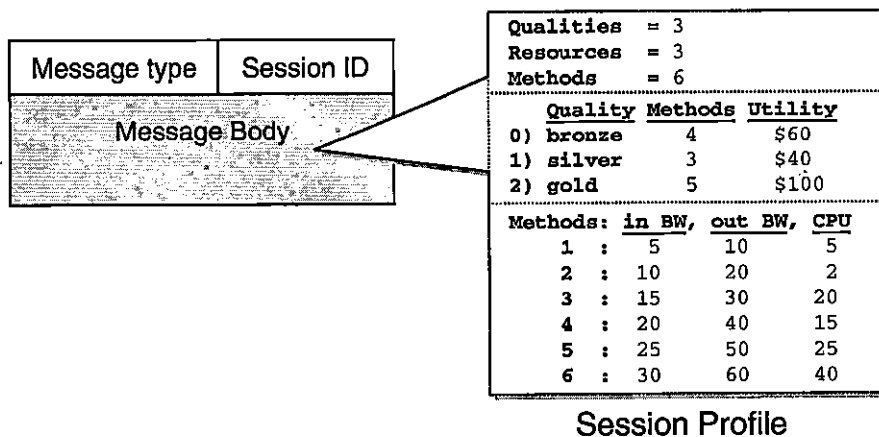 Message type Session ID
Message Body
Qualities = 3
Resources = 3
Methods = 6
Quality Methods Utility
0) bronze 4 $60
1) silver 3 $40
2) gold 5 $100
Methods: in BW, out BW, CPU
1 : 5 10 5
2 : 10 20 2
3 : 15 30 20
4 : 20 40 15
5 : 25 50 25
6 : 30 60 40
Session Profile